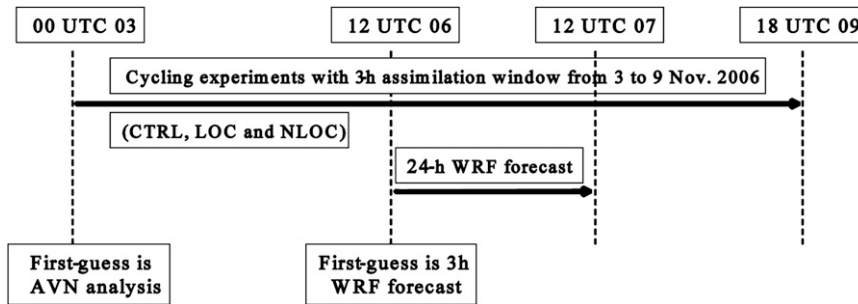 00 UTC 03
12 UTC 06
12 UTC 07
18 UTC 09
Cycling experiments with 3-h assimilation window from 3 to 9 Nov. 2006
(CTRL, LOC and NLOC)
24-h WRF forecast
First-guess is
AVN analysis
First-guess is 3h
WRF forecast